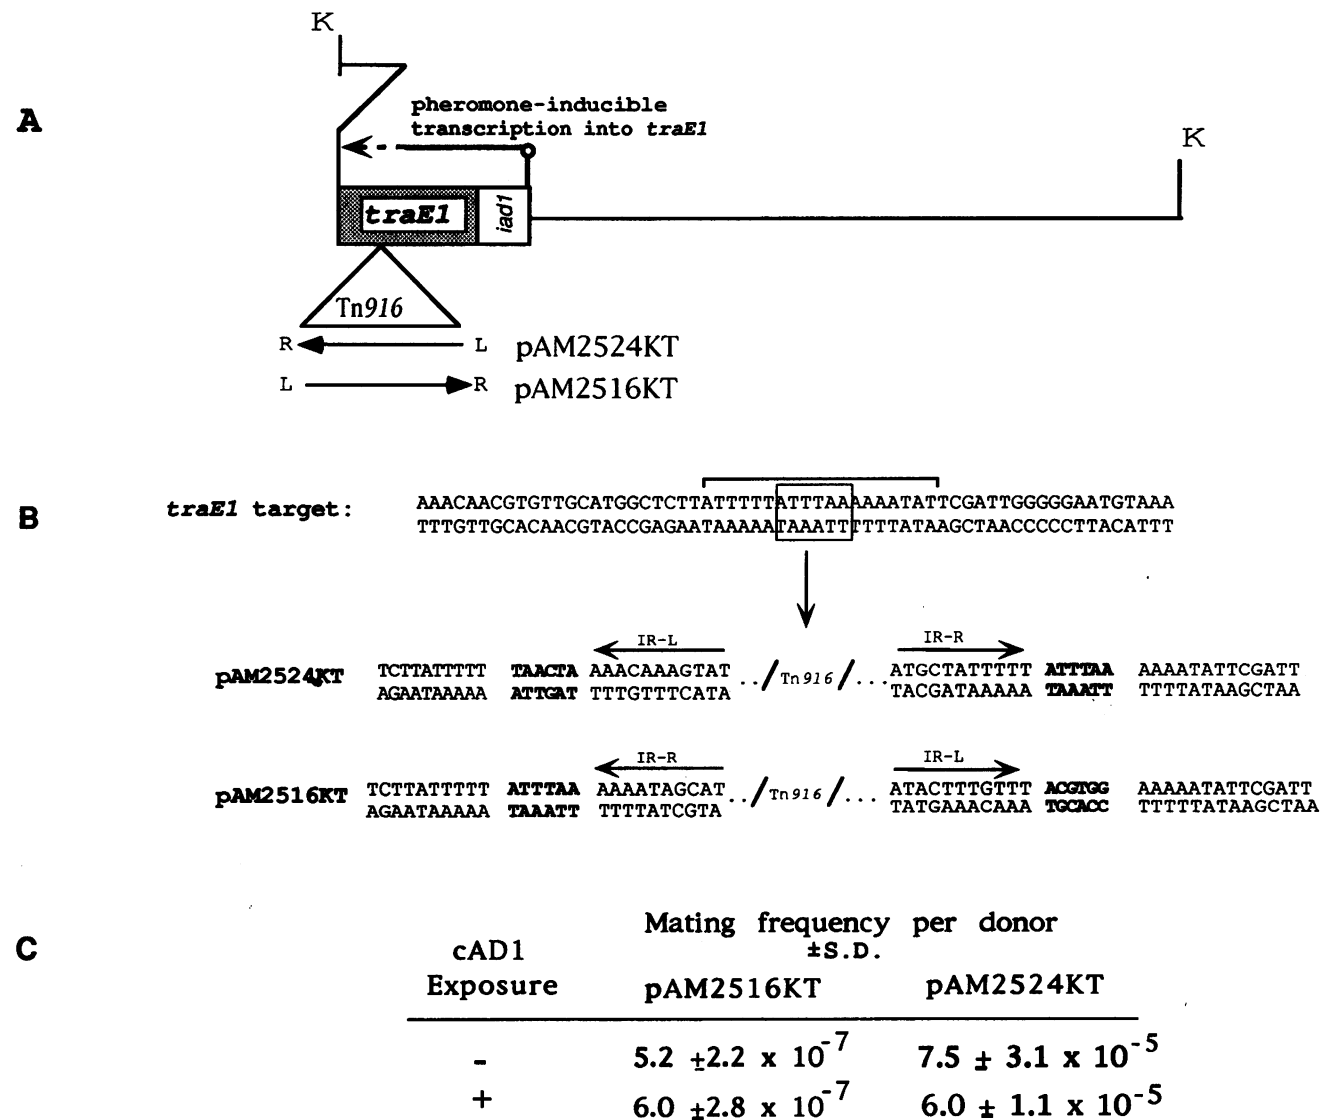 A
K
pheromone-inducible
transcription into traE1
K
traE1
iad1
Tn916
R L pAM2524KT
L R pAM2516KT
B
traE1 target:
AAACAACGTGTTGCATGGCTCTTATTTTTATTTAAAAAATATTCGATTGGGGGAATGTAAA
TTTGTTGCACAACGTACCGAGAATAAAAATAAATTTTTTATAAGCTAACCCCCTTACATTT
IR-L IR-R
pAM2524KT
TCTTATTTTT TAACTA AAACAAAGTAT ../Tn916/... ATGCTATTTTT ATTTAA AAAATATTCGATT
AGAATAAAAA ATTGAT TTTGTTTCATA TACGATAAAAA TAAATT TTTTATAAGCTAA
IR-R IR-L
pAM2516KT
TCTTATTTTT ATTTAA AAAATAGCAT ../Tn916/... ATACTTTGTTT ACGTGG AAAAATATTCGATT
AGAATAAAAA TAAATT TTTTATCGTA TATGAAACAAA TGCACC TTTTTATAAGCTAA
C
Mating frequency per donor
±S.D.
cAD1
Exposure
pAM2516KT pAM2524KT
- 5.2 ±2.2 x 10-7 7.5 ± 3.1 x 10-5
+ 6.0 ±2.8 x 10-7 6.0 ± 1.1 x 10-5